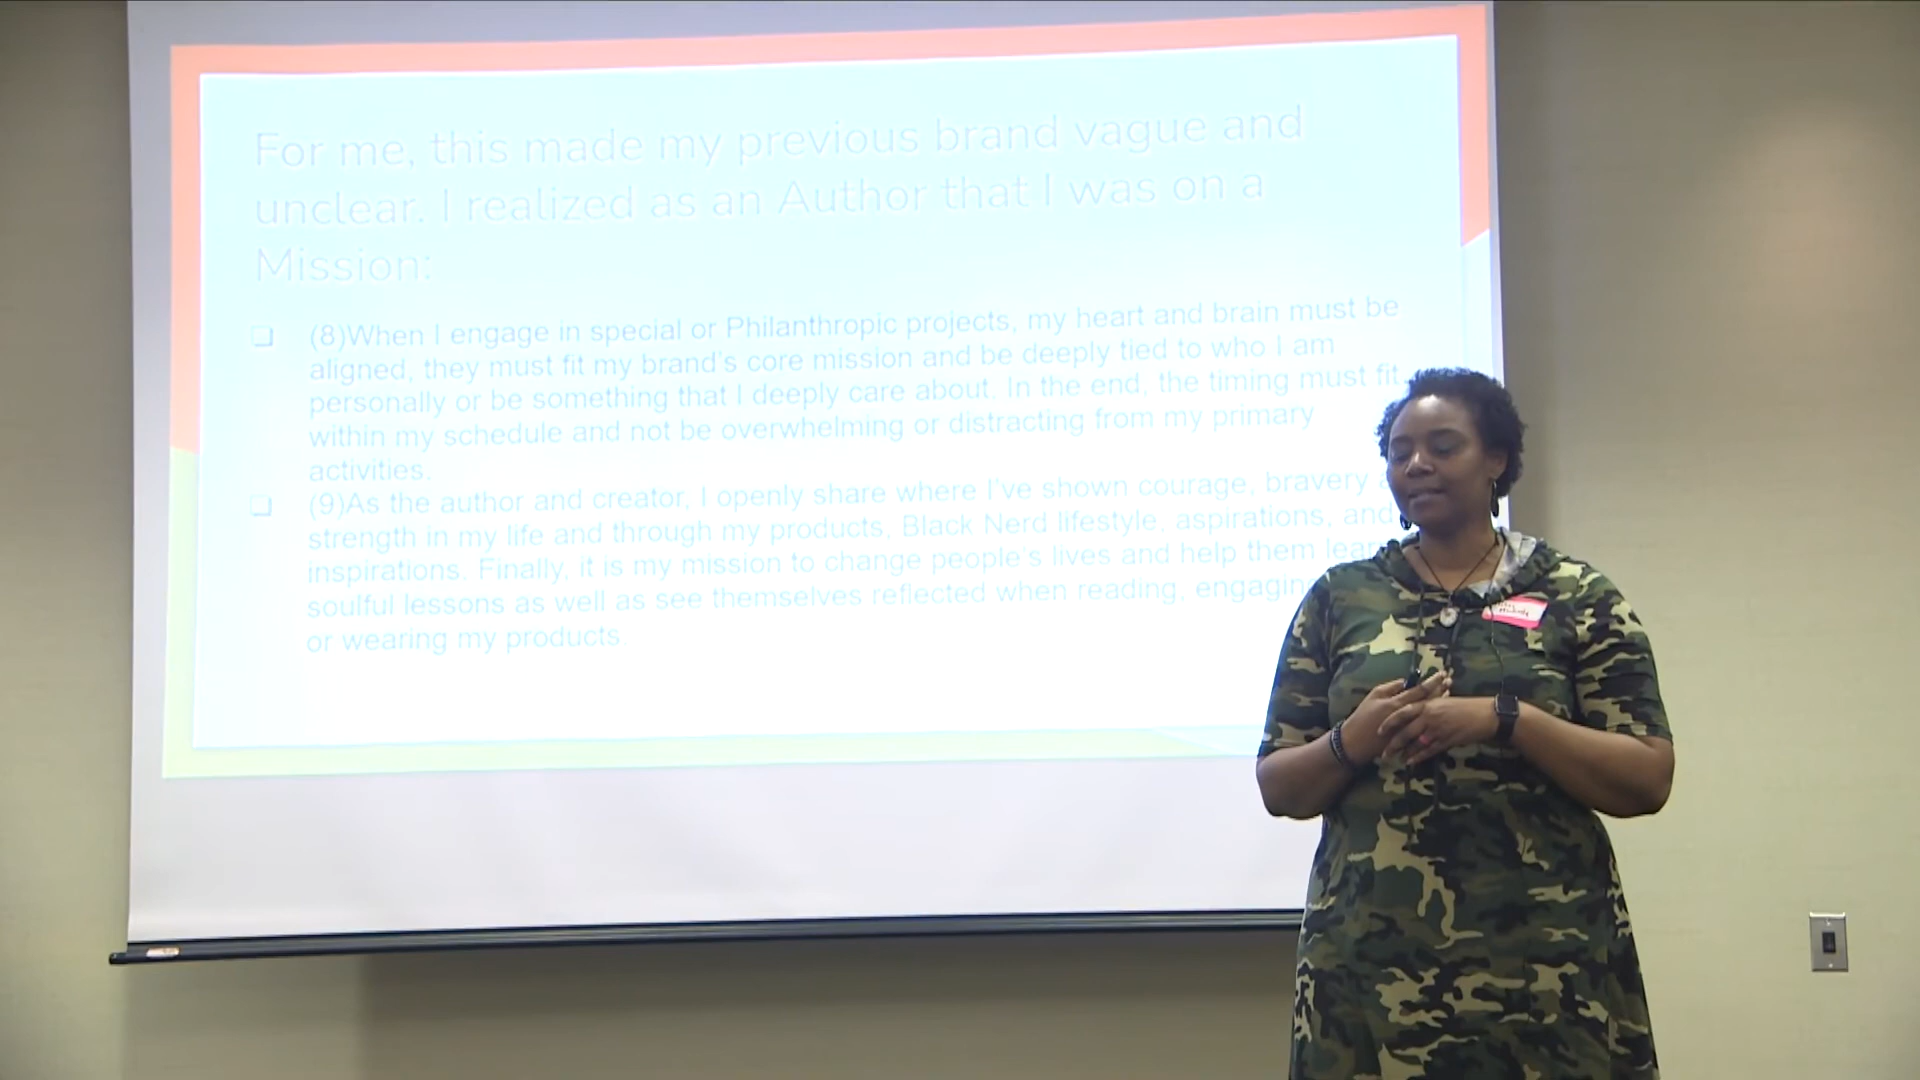 For me, this made my previous brand vague and
unclear. I realized as an Author that I was on a
Mission:
(8)When I engage in special or Philanthropic projects, my heart and brain must be
aligned, they must fit my brand's core mission and be deeply tied to who I am
personally or be something that I deeply care about. In the end, the timing must fit
within my schedule and not be overwhelming or distracting from my primary
activities.
(9)As the author and creator, I openly share where I've shown courage, bravery
strength in my life and through my products, Black Nerd lifestyle, aspirations, and
inspirations. Finally, it is my mission to change people's lives and help them learn
soulful lessons as well as see themselves reflected when reading, engaging
or wearing my products.